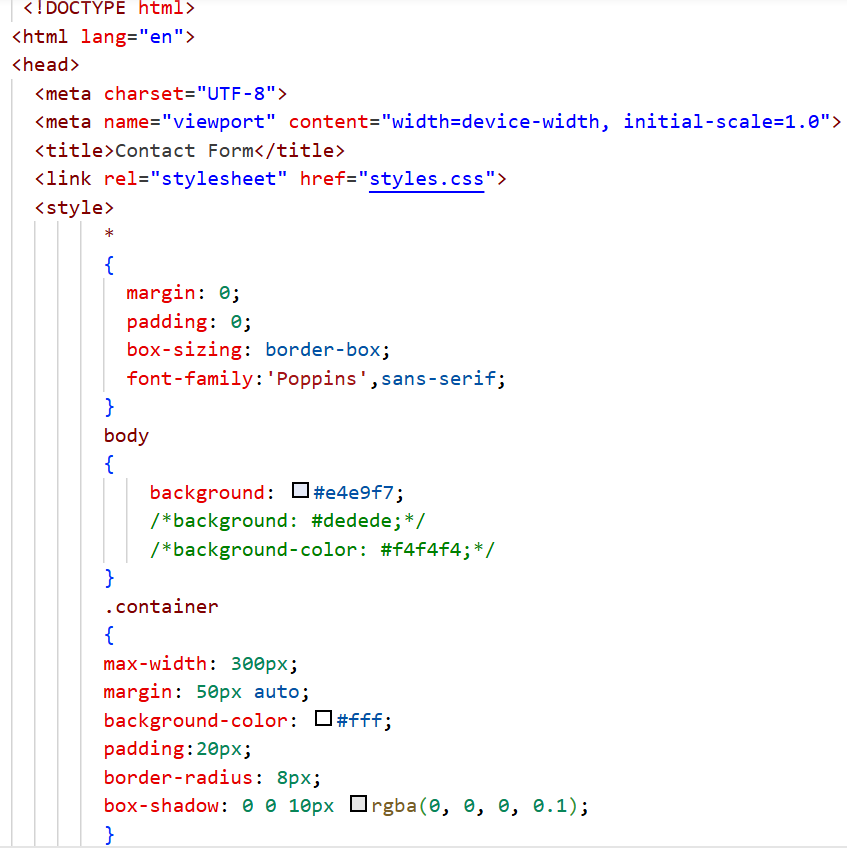 <!DOCTYPE html>
<html lang="en">
<head>
<meta charset="UTF-8">
<meta name="viewport" content="width=device-width, initial-scale=1.0">
<title>Contact Form</title>
<link rel="stylesheet" href="styles.css">
<style>
*
{
margin: 0;
padding: 0;
box-sizing: border-box;
font-family:'Poppins',sans-serif;
}
body
{
background: #e4e9f7;
/*background: #dedede;*/
/*background-color: #f4f4f4;*/
}
.container
{
max-width: 300px;
margin: 50px auto;
background-color: #fff;
padding:20px;
border-radius: 8px;
box-shadow: 0 0 10px rgba(0, 0, 0, 0.1);
}